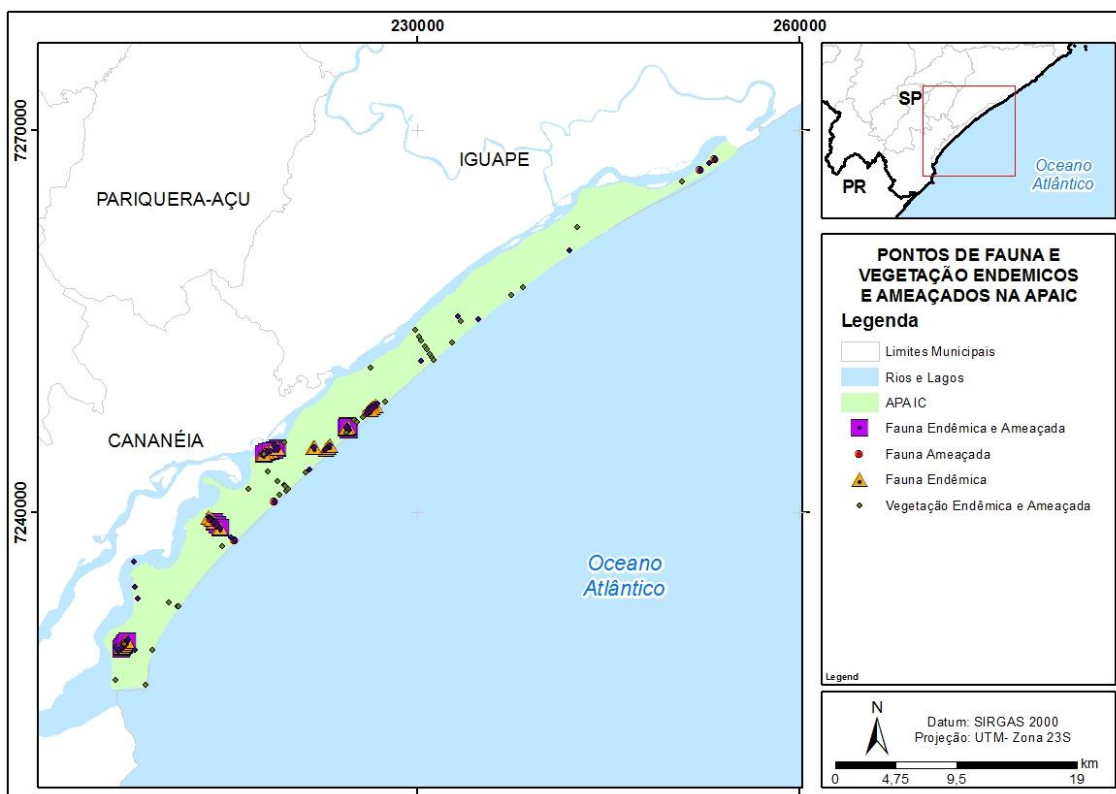 230000
260000
7270000
7240000
IGUAPE
PARIQUERA-AÇU
CANANÉIA
Oceano
Atlântico
SP
PR
Oceano
Atlântico
PONTOS DE FAUNA E
VEGETAÇÃO ENDEMICOS
E AMEAÇADOS NA APAIC
Legenda
Limites Municipais
Rios e Lagos
APAIC
Fauna Endêmica e Ameaçada
Fauna Ameaçada
Fauna Endêmica
Vegetação Endêmica e Ameaçada
Legend
N
Datum: SIRGAS 2000
Projeção: UTM- Zona 23S
km
0 4,75 9,5 19